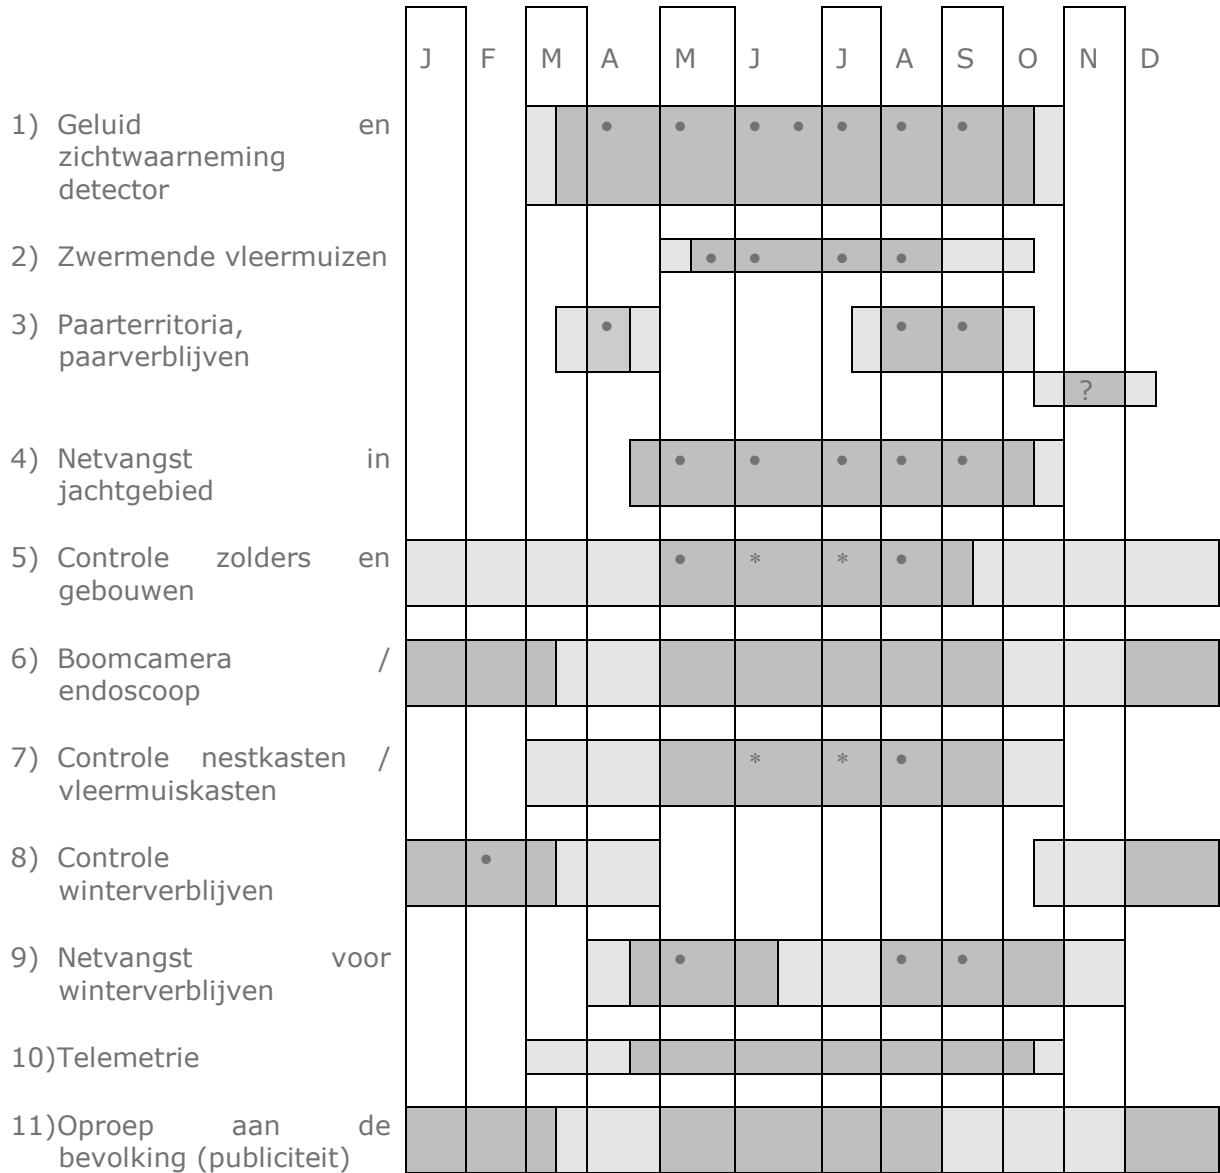 J F M A M J J A S O N D
1) Geluid en
zichtwaarneming
detector
• • • • • • • •
2) Zwermende vleermuizen
• • • •
3) Paarterritoria,
paarverblijven
• • •
?
4) Netvangst in
jachtgebied
• • • • •
5) Controle zolders en
gebouwen
• * * •
6) Boomcamera /
endoscoop
7) Controle nestkasten /
vleermuiskasten
* * •
8) Controle
winterverblijven
•
9) Netvangst voor
winterverblijven
• • •
10)Telemetrie
11)Oproep aan de
bevolking (publiciteit)